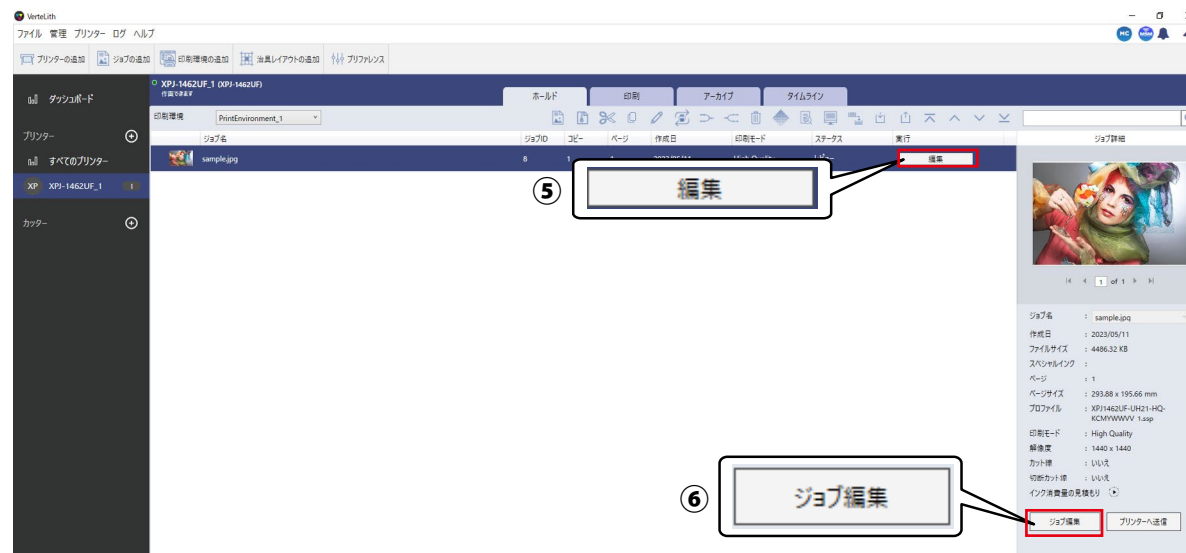 VerteLith
ファイル 管理 プリンター ログ ヘルプ
MC
プリンターの追加 ジョブの追加 印刷環境の追加 治具レイアウトの追加 プリファレンス
ダッシュボード
プリンター
すべてのプリンター
XP XPJ-1462UF_1 1
カッター
XPJ-1462UF_1 (XPJ-1462UF)
作画できます
ホールド 印刷 アーカイブ タイムライン
印刷環境 PrintEnvironment_1
ジョブ名 ジョブID コピー ページ 作成日 印刷モード ステータス 実行
sample.jpg 8 1 編集
⑤ 編集
ジョブ詳細
1 of 1
ジョブ名 : sample.jpg
作成日 : 2023/05/11
ファイルサイズ : 4486.32 KB
スペシャルインク :
ページ : 1
ページサイズ : 293.88 x 195.66 mm
プロファイル : XPJ1462UF-UH21-HQ-
KCMYWWVV 1.ssp
印刷モード : High Quality
解像度 : 1440 x 1440
カット線 : いいえ
切断カット線 : いいえ
インク消費量の見積もり
ジョブ編集 プリンターへ送信
⑥ ジョブ編集